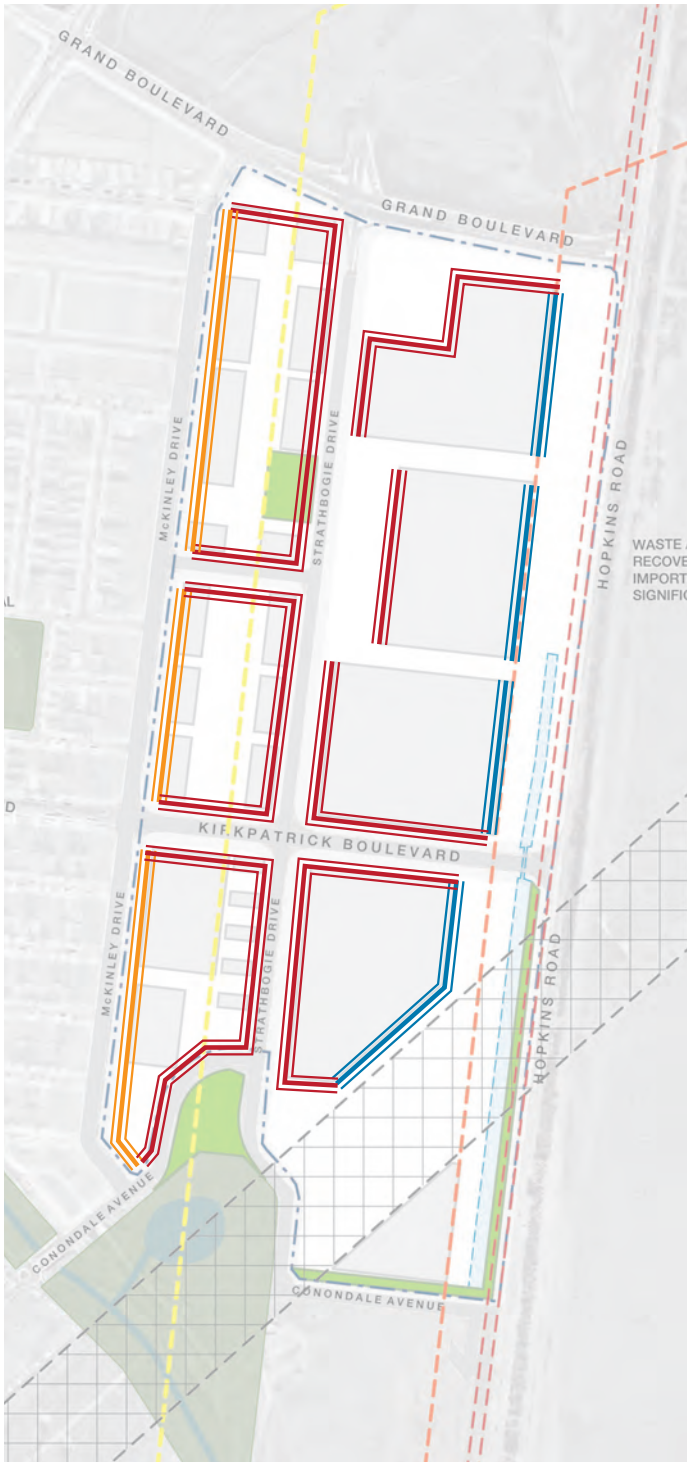 GRAND BOULEVARD
GRAND BOULEVARD
McKINLEY DRIVE
STRATHBOGIE DRIVE
HOPKINS ROAD
WASTE
RECOVE
IMPORT
SIGNIFIC
AL
D
KIRKPATRICK BOULEVARD
McKINLEY DRIVE
STRATHBOGIE DRIVE
HOPKINS ROAD
CONONDALE AVENUE
CONONDALE AVENUE